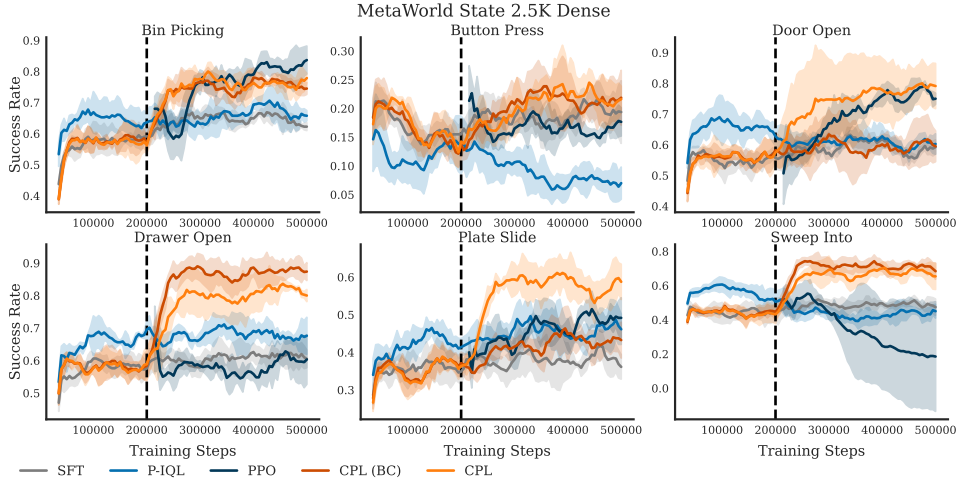 MetaWorld State 2.5K Dense
Bin Picking
Button Press
Door Open
Success Rate
0.9
0.8
0.7
0.6
0.5
0.4
100000 200000 300000 400000 500000
0.30
0.25
0.20
0.15
0.10
0.05
100000 200000 300000 400000 500000
0.9
0.8
0.7
0.6
0.5
0.4
100000 200000 300000 400000 500000
Drawer Open
Plate Slide
Sweep Into
Success Rate
0.9
0.8
0.7
0.6
0.5
100000 200000 300000 400000 500000
0.6
0.5
0.4
0.3
100000 200000 300000 400000 500000
0.8
0.6
0.4
0.2
0.0
100000 200000 300000 400000 500000
Training Steps
Training Steps
Training Steps
SFT P-IQL PPO CPL (BC) CPL